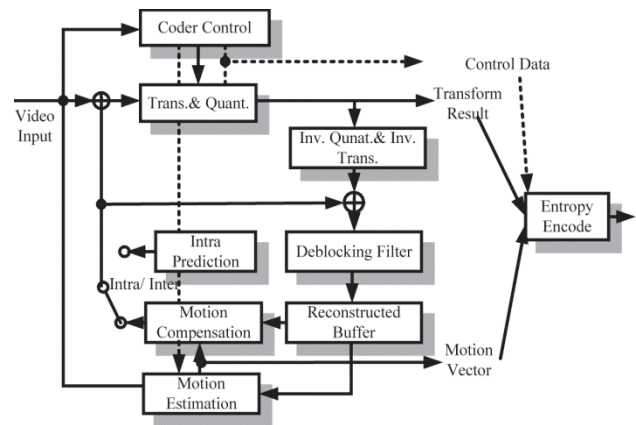 Coder Control
Control Data
Trans.& Quant.
Transform
Result
Video
Input
Inv. Qunat.& Inv.
Trans.
Entropy
Encode
Intra
Prediction
Deblocking Filter
Intra/ Inter
Motion
Compensation
Reconstructed
Buffer
Motion
Vector
Motion
Estimation